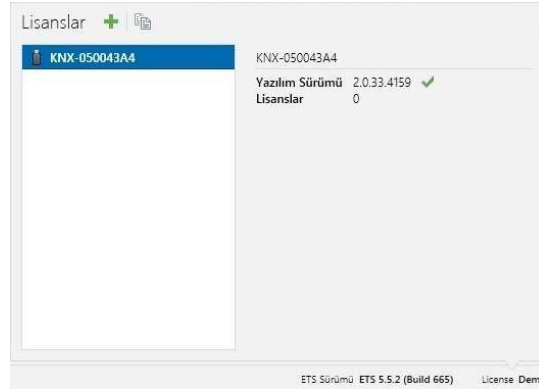 Lisanslar
KNX-050043A4
KNX-050043A4
Yazılım Sürümü 2.0.33.4159
Lisanslar 0
ETS Sürümü ETS 5.5.2 (Build 665) License Dem